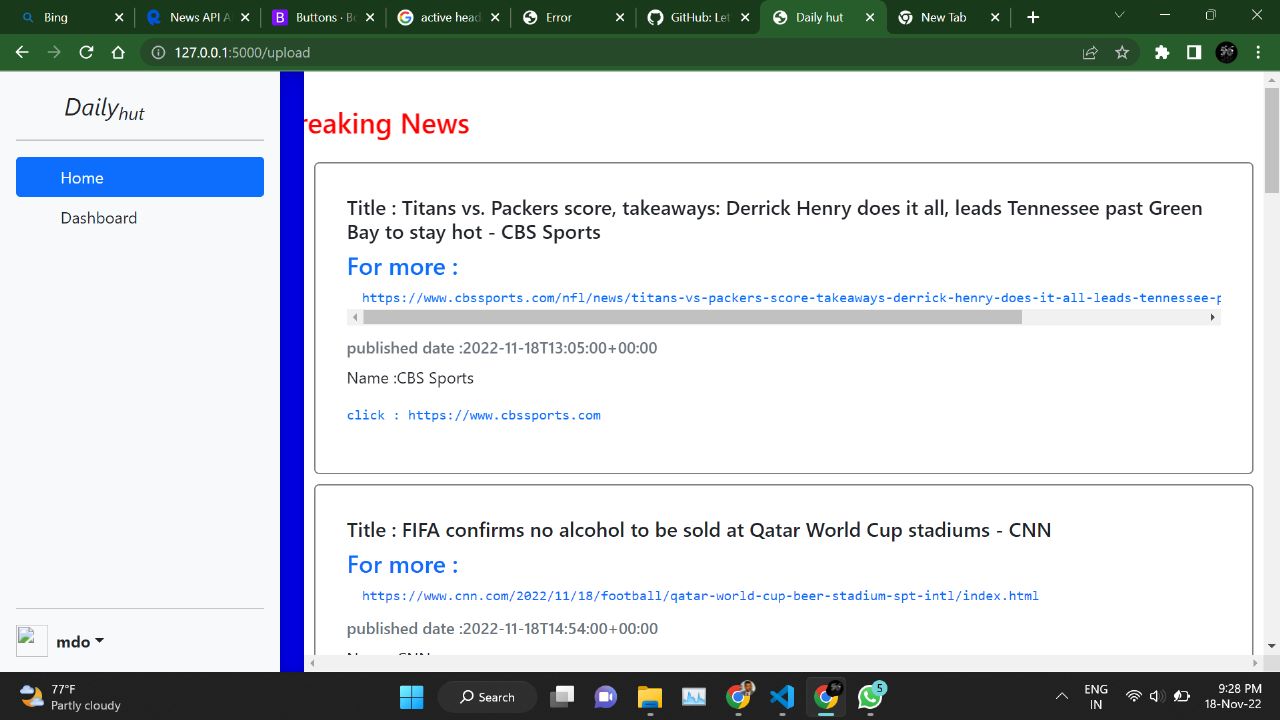 Bing
News API A
Buttons · Bo
active head
Error
GitHub: Let
Daily hut
New Tab
127.0.0.1:5000/upload
Dailyhut
Home
Dashboard
mdo
reaking News
Title : Titans vs. Packers score, takeaways: Derrick Henry does it all, leads Tennessee past Green
Bay to stay hot - CBS Sports
For more :
https://www.cbssports.com/nfl/news/titans-vs-packers-score-takeaways-derrick-henry-does-it-all-leads-tennessee-p
published date :2022-11-18T13:05:00+00:00
Name :CBS Sports
click : https://www.cbssports.com
Title : FIFA confirms no alcohol to be sold at Qatar World Cup stadiums - CNN
For more :
https://www.cnn.com/2022/11/18/football/qatar-world-cup-beer-stadium-spt-intl/index.html
published date :2022-11-18T14:54:00+00:00
Name :CNN
77°F
Partly cloudy
Search
5
ENG
IN
9:28 PM
18-Nov-22